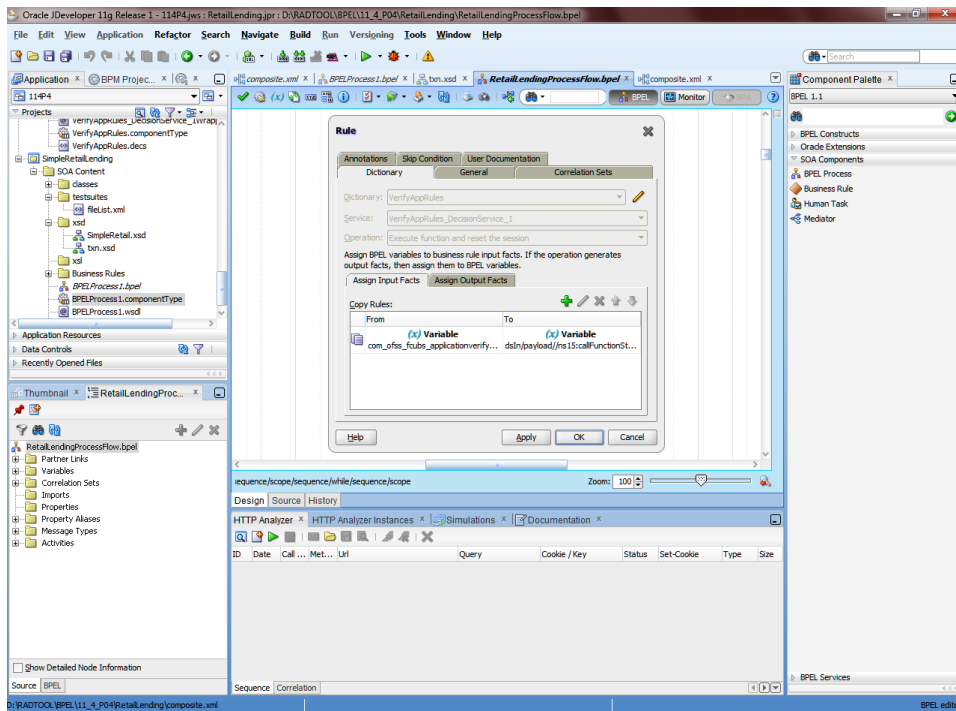 Oracle JDeveloper 11g Release 1 - 114P4.jws : RetailLending.jpr : D:\RADTOOL\BPEL\11_4_P04\RetailLending\RetailLendingProcessFlow.bpel
File Edit View Application Refactor Search Navigate Build Run Versioning Tools Window Help
Search
Application
BPM Projec...
composite.xml
BPELProcess1.bpel
txn.xsd
RetailLendingProcessFlow.bpel
composite.xml
Component Palette
114P4
BPEL
Monitor
BPEL 1.1
Projects
VerifyAppRules_DecisionService_1Wrapp
VerifyAppRules.componentType
VerifyAppRules.decs
SimpleRetailLending
SOA Content
classes
testsuites
fileList.xml
xsd
SimpleRetail.xsd
txn.xsd
xsl
Business Rules
BPELProcess1.bpel
BPELProcess1.componentType
BPELProcess1.wsdl
Application Resources
Data Controls
Recently Opened Files
BPEL Constructs
Oracle Extensions
SOA Components
BPEL Process
Business Rule
Human Task
Mediator
Rule
Annotations Skip Condition User Documentation
Dictionary General Correlation Sets
Dictionary: VerifyAppRules
Service: VerifyAppRules_DecisionService_1
Operation: Execute function and reset the session
Assign BPEL variables to business rule input facts. If the operation generates
output facts, then assign them to BPEL variables.
Assign Input Facts Assign Output Facts
Copy Rules:
From To
(x) Variable (x) Variable
com_ofss_fcubs_applicationverify... dsIn/payload//ns15:callFunctionSt...
Help Apply OK Cancel
Thumbnail
RetailLendingProc...
RetailLendingProcessFlow.bpel
Partner Links
Variables
Correlation Sets
Imports
Properties
Property Aliases
Message Types
Activities
Show Detailed Node Information
Source BPEL
sequence/scope/sequence/while/sequence/scope
Zoom: 100
Design Source History
HTTP Analyzer HTTP Analyzer Instances Simulations Documentation
ID Date Call ... Met... Url Query Cookie / Key Status Set-Cookie Type Size
Sequence Correlation
BPEL Services
D:\RADTOOL\BPEL\11_4_P04\RetailLending\composite.xml
BPEL edit